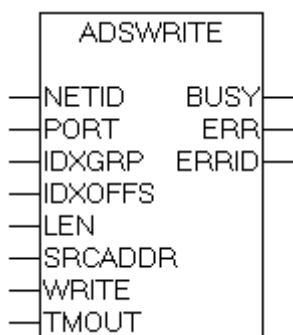 ADSWRITE
NETID BUSY
PORT ERR
IDXGRP ERRID
IDXOFFS
LEN
SRCADDR
WRITE
TMOUT